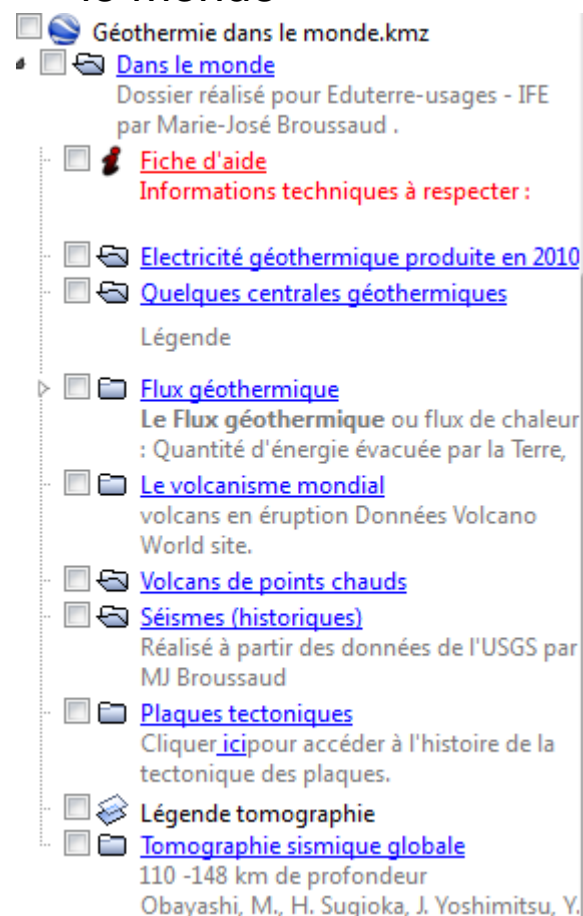 le monde
Géothermie dans le monde.kmz
Dans le monde
Dossier réalisé pour Eduterre-usages - IFE
par Marie-José Broussaud .
Fiche d'aide
Informations techniques à respecter :
Electricité géothermique produite en 2010
Quelques centrales géothermiques
Légende
Flux géothermique
Le Flux géothermique ou flux de chaleur
: Quantité d'énergie évacuée par la Terre,
Le volcanisme mondial
volcans en éruption Données Volcano
World site.
Volcans de points chauds
Séismes (historiques)
Réalisé à partir des données de l'USGS par
MJ Broussaud
Plaques tectoniques
Cliquer icipour accéder à l'histoire de la
tectonique des plaques.
Légende tomographie
Tomographie sismique globale
110 -148 km de profondeur
Obayashi, M., H. Sugioka, J. Yoshimitsu, Y.